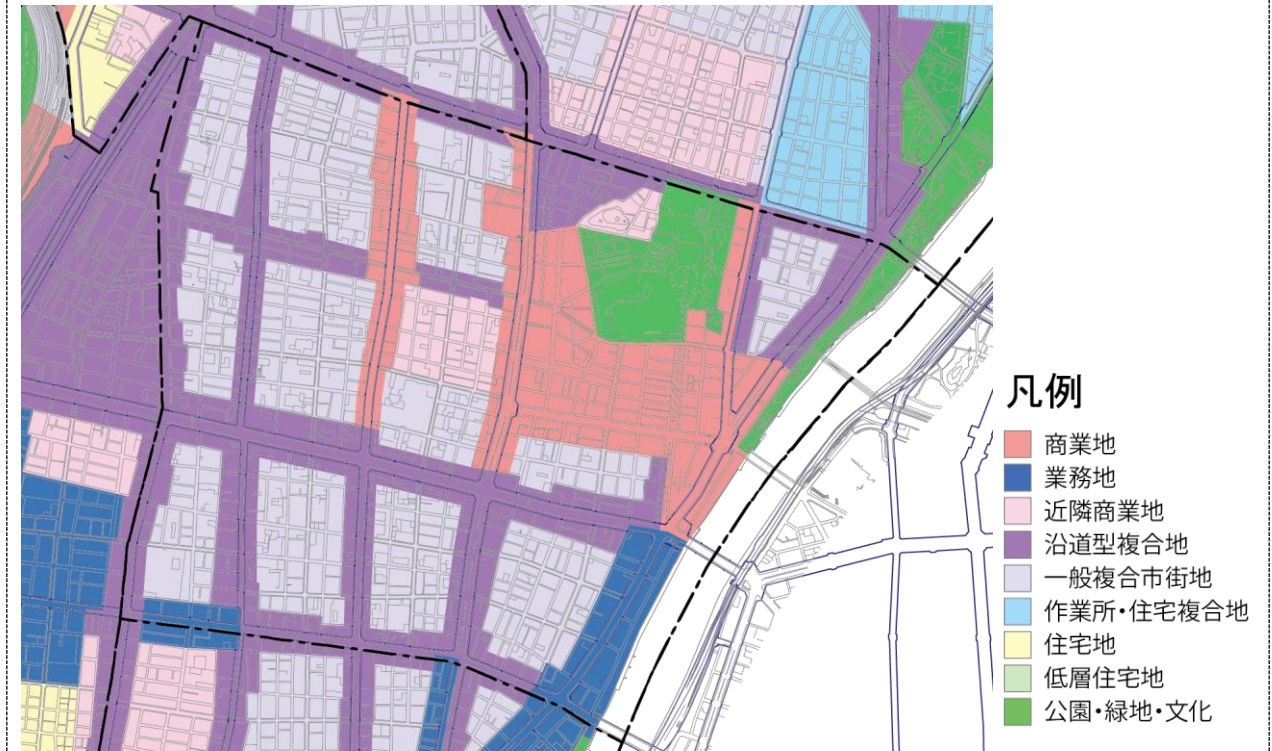 凡例
商業地
業務地
近隣商業地
沿道型複合地
一般複合市街地
作業所・住宅複合地
住宅地
低層住宅地
公園・緑地・文化